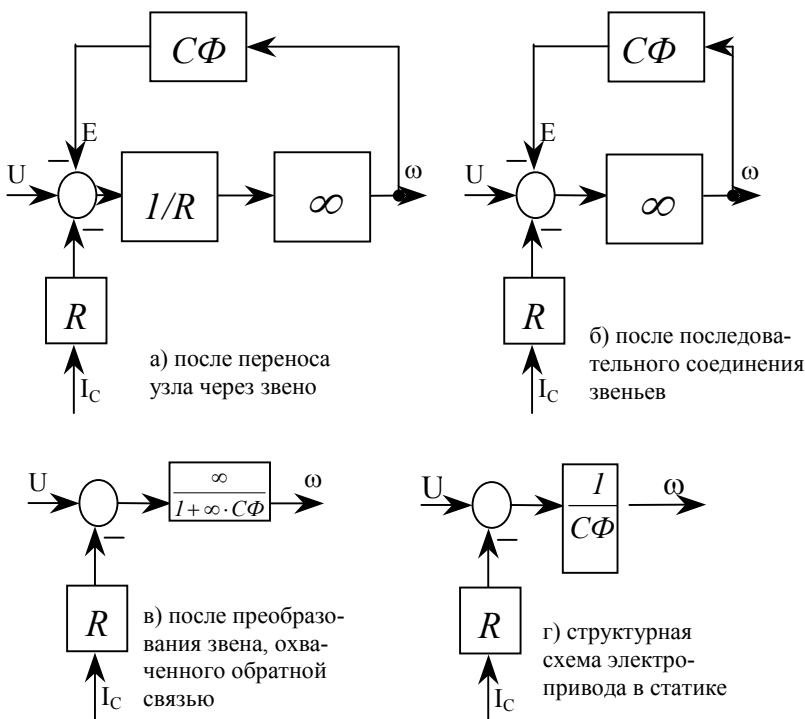 СФ
E
U
1/R
∞
ω
R
I_C
а) после переноса
узла через звено
СФ
E
U
∞
ω
R
I_C
б) после последова-
тельного соединения
звеньев
U
∞
1+∞·СФ
ω
R
I_C
в) после преобразо-
вания звена, охва-
ченного обратной
связью
U
1
СФ
ω
R
I_C
г) структурная
схема электро-
привода в статике